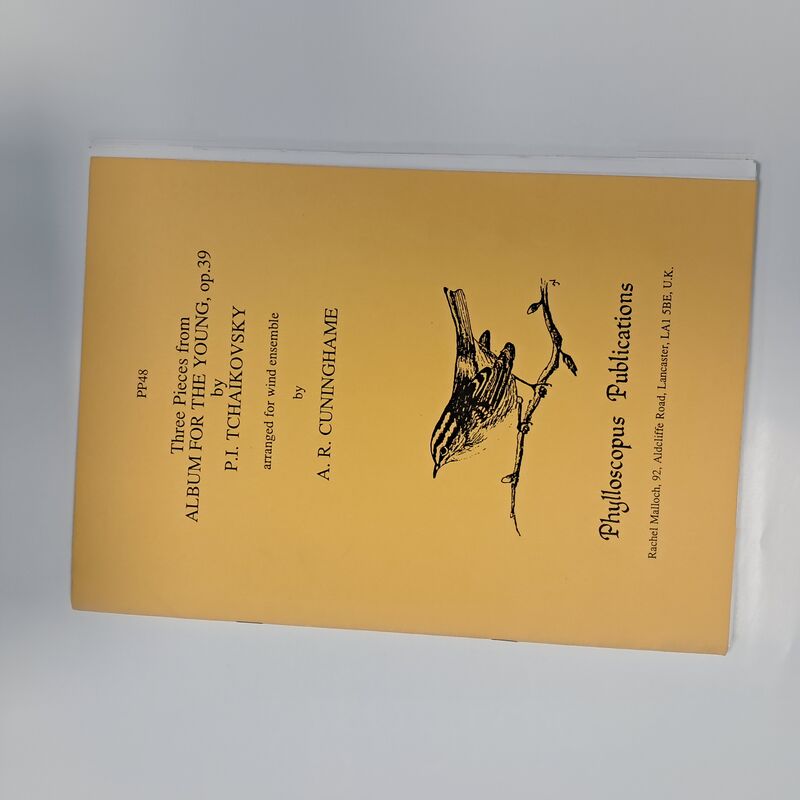 PP48
Three Pieces from
ALBUM FOR THE YOUNG, op.39
by
P.I. TCHAIKOVSKY
arranged for wind ensemble
by
A. R. CUNINGHAME
Phylloscopus Publications
Rachel Malloch, 92, Aldcliffe Road, Lancaster, LA1 5BE, U.K.